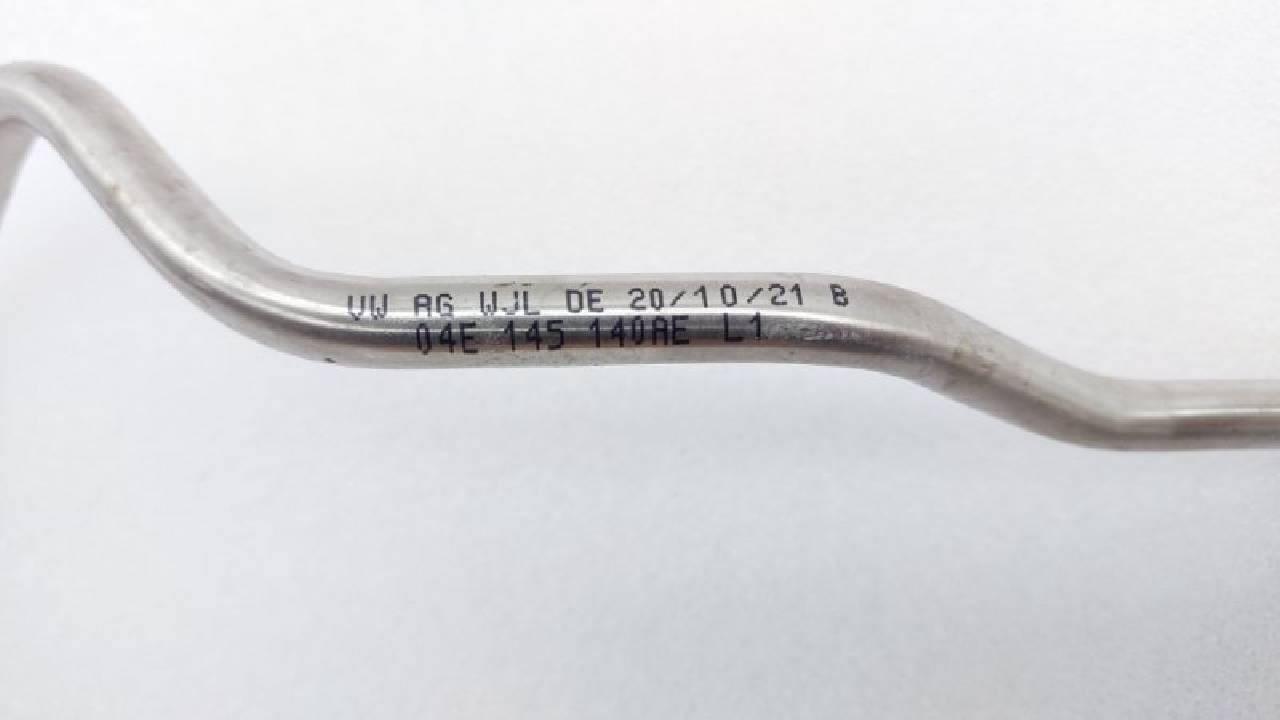 VW AG WJL DE 20/10/21 B
04E 145 140AE L1